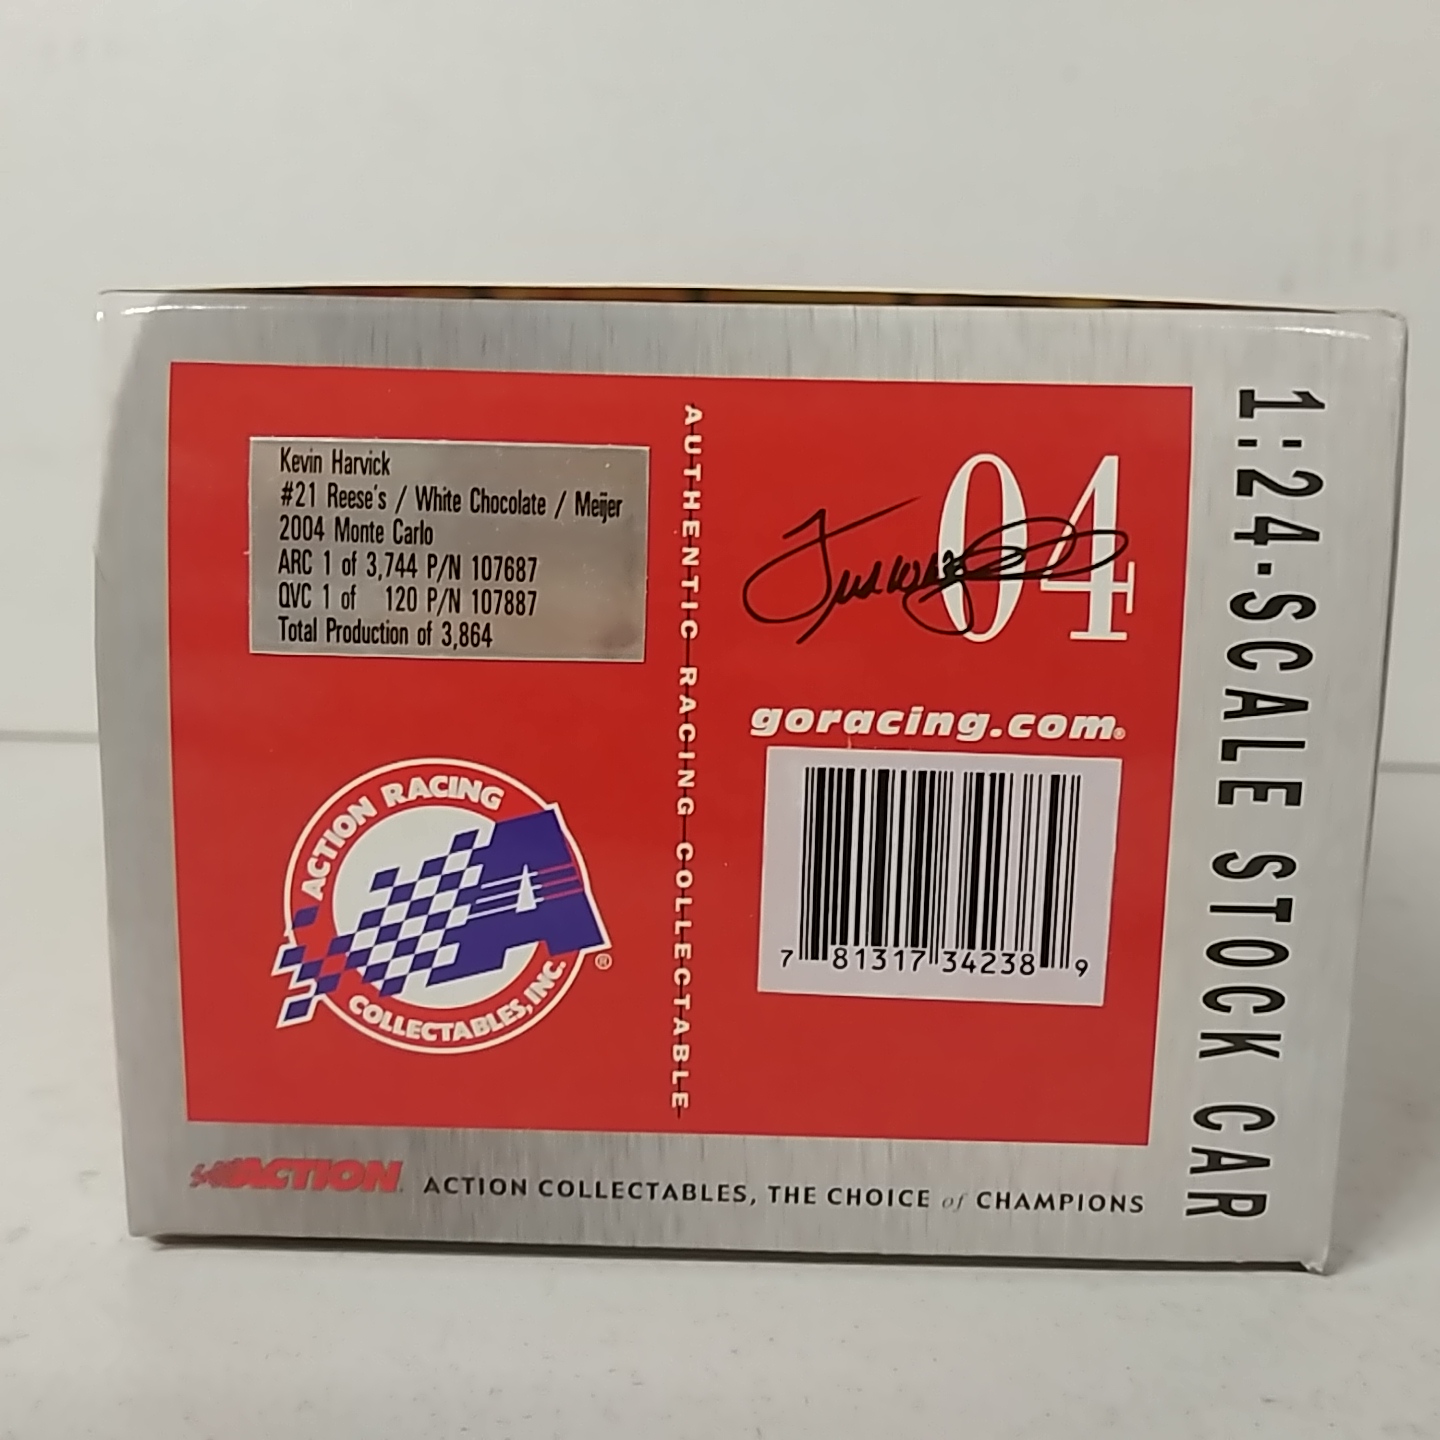 Kevin Harvick
#21 Reese's / White Chocolate / Meijer
2004 Monte Carlo
ARC 1 of 3,744 P/N 107687
QVC 1 of 120 P/N 107887
Total Production of 3,864
ACTION RACING
COLLECTABLES, INC.
®
AUTHENTIC RACING COLLECTABLE
04
goracing.com®
7 81317 34238 9
1:24-SCALE STOCK CAR
ACTION
ACTION COLLECTABLES, THE CHOICE of CHAMPIONS